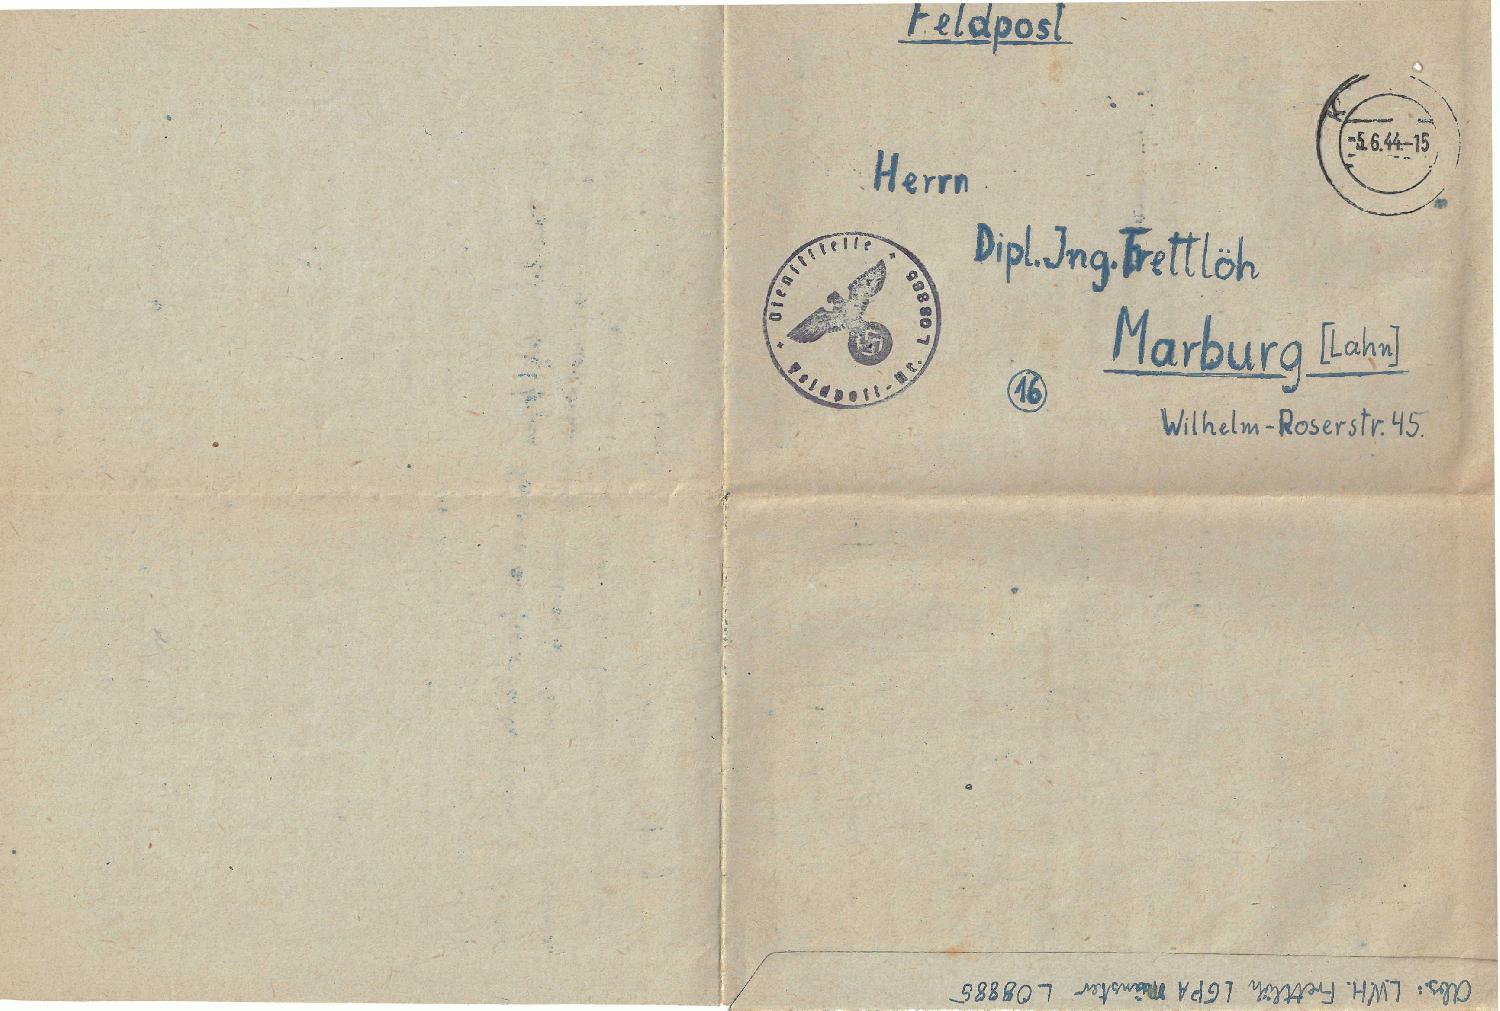 Feldpost
K
-5.6.44-15
Herrn
Dipl. Jng. Frettlöh
Dienststelle
Feldpost-Nr. L 08885
Marburg [Lahn]
16
Wilhelm-Roserstr. 45.
Abs: LWH. Frettlöh LGPA Münster L 08885